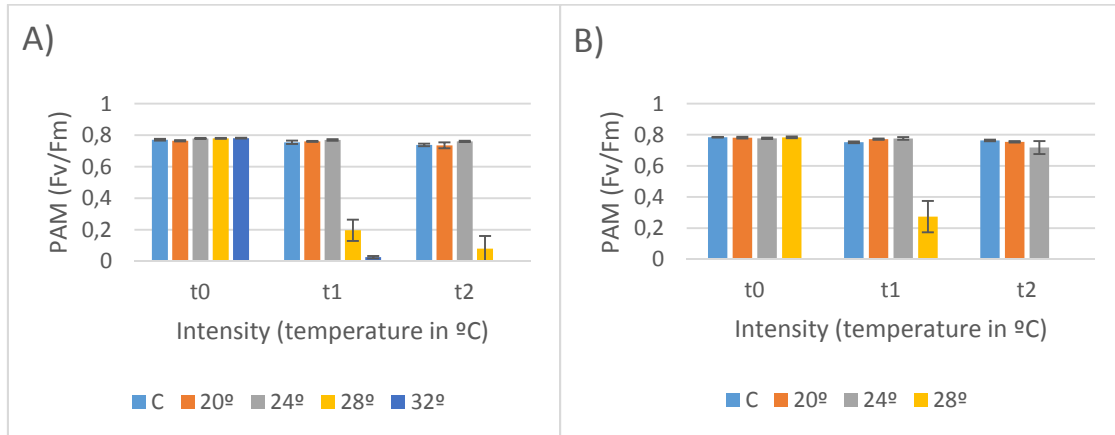 A)
PAM (Fv/Fm)
1
0,8
0,6
0,4
0,2
0
t0 t1 t2
Intensity (temperature in ºC)
C 20º 24º 28º 32º
B)
PAM (Fv/Fm)
1
0,8
0,6
0,4
0,2
0
t0 t1 t2
Intensity (temperature in ºC)
C 20º 24º 28º